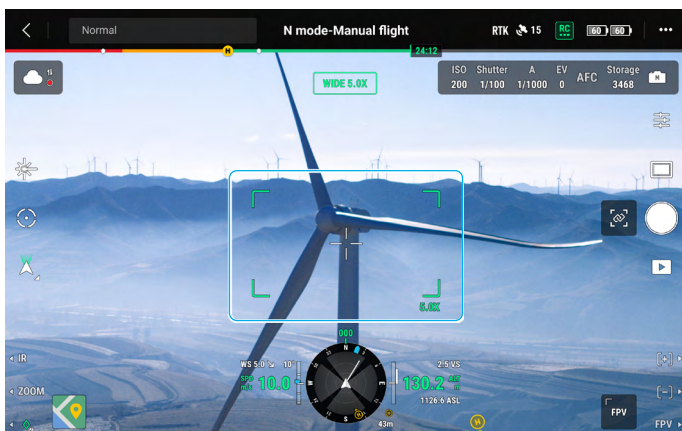 Normal
N mode-Manual flight
RTK 15 RC 60 60
H
24:12
WIDE 5.0X
ISO Shutter A EV AFC Storage
200 1/100 1/1000 0 3468 M
5.0X
000
N
W E
S
IR
ZOOM
WS 5.0 10°
SPD 10.0
m/s
2.5 VS
130.2
m
1126.6 ASL
43m
H
FPV
FPV